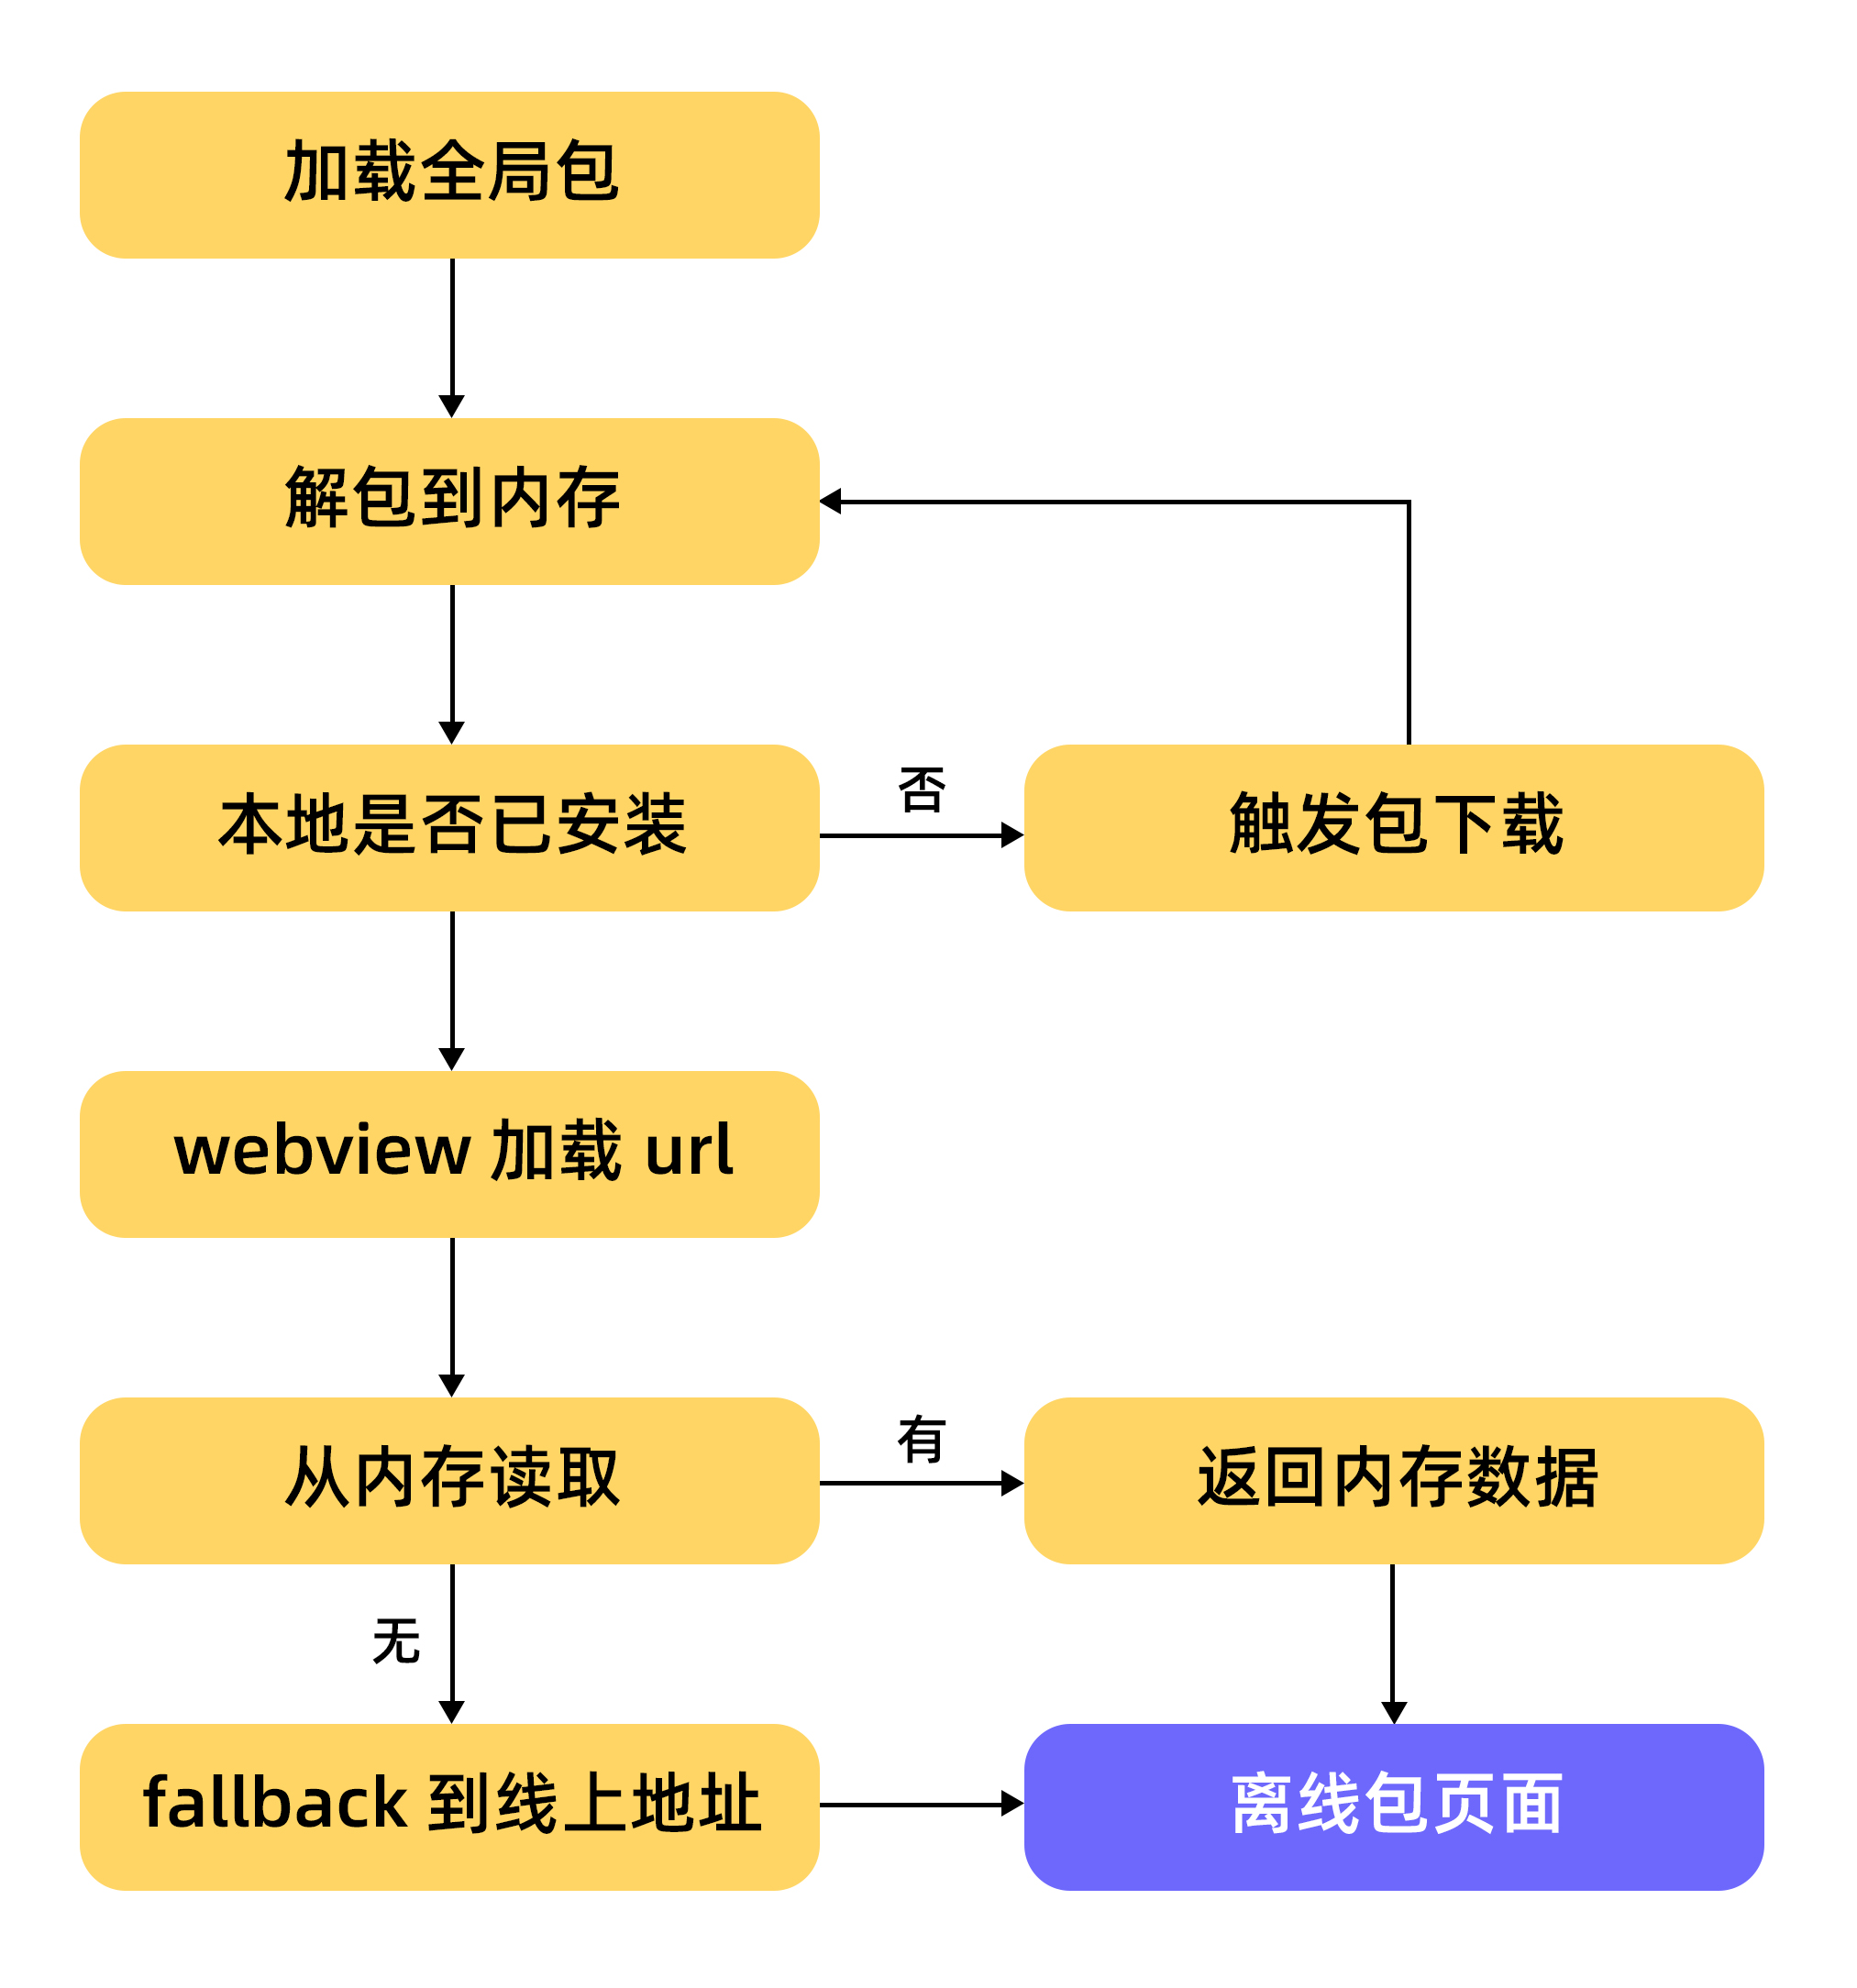 加载全局包
解包到内存
本地是否已安装
否
触发包下载
webview 加载 url
从内存读取
有
返回内存数据
无
fallback 到线上地址
离线包页面